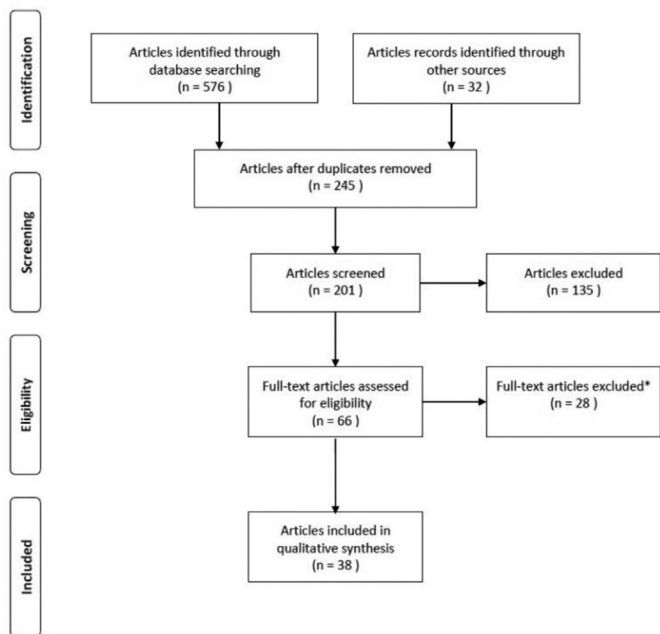 Identification
Articles identified through
database searching
(n = 576 )
Articles records identified through
other sources
(n = 32 )
Articles after duplicates removed
(n = 245 )
Screening
Articles screened
(n = 201 )
Articles excluded
(n = 135 )
Eligibility
Full-text articles assessed
for eligibility
(n = 66 )
Full-text articles excluded*
(n = 28 )
Included
Articles included in
qualitative synthesis
(n = 38 )